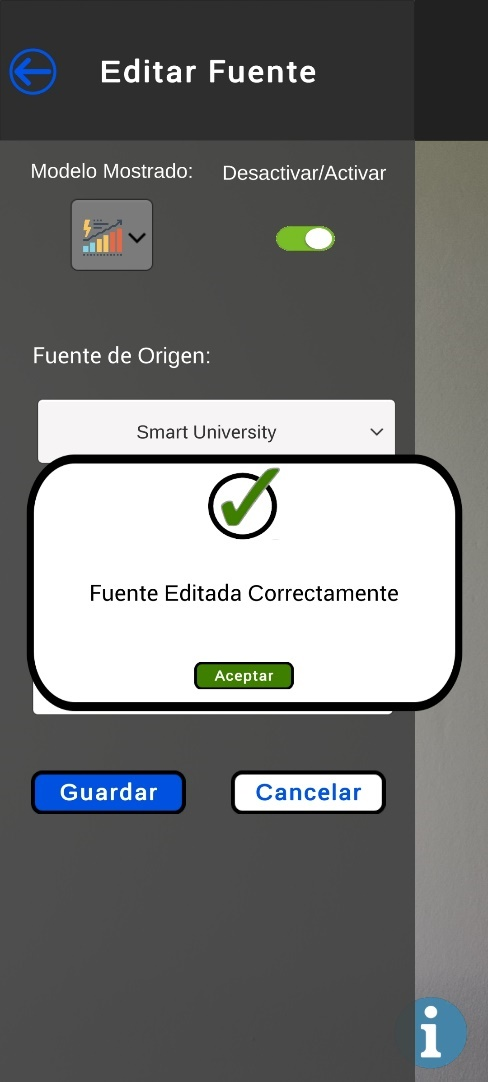 Editar Fuente
Modelo Mostrado:
Desactivar/Activar
Fuente de Origen:
Smart University
Fuente Editada Correctamente
Aceptar
Guardar
Cancelar
i